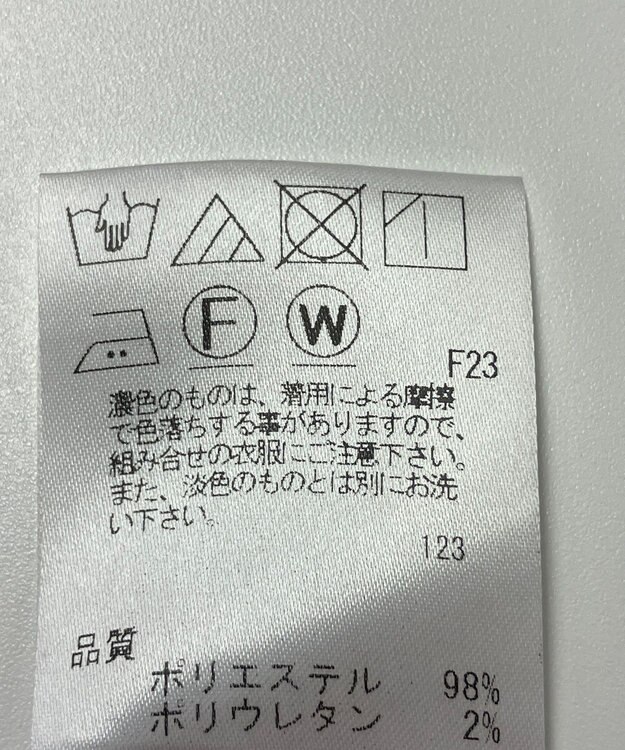 F
W
F23
濃色のものは、着用による摩擦
で色落ちする事がありますので、
組み合せの衣服にご注意下さい。
また、淡色のものとは別にお洗
い下さい。
123
品質
ポリエステル 98%
ポリウレタン 2%